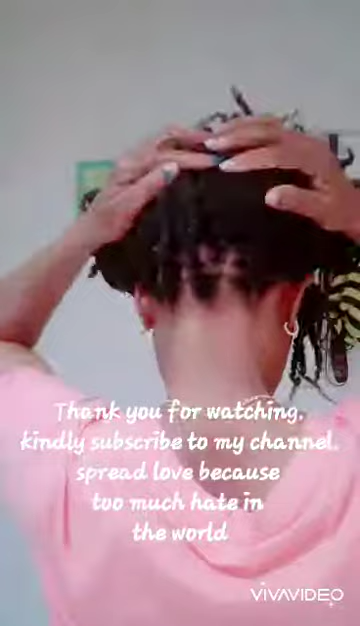 Thank you for watching,
kindly subscribe to my channel.
spread love because
too much hate in
the world
VIVAVIDEO